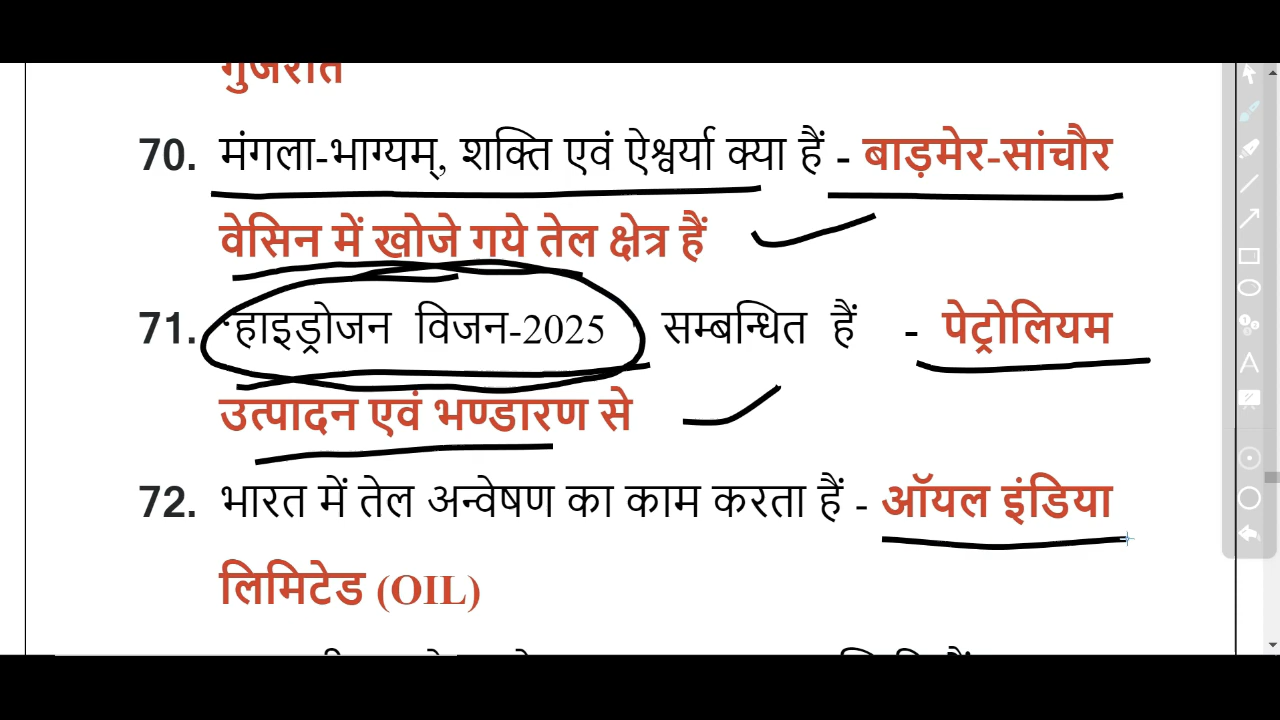 गुजरात
70. मंगला-भाग्यम्, शक्ति एवं ऐश्वर्या क्या हैं - बाड़मेर-सांचौर
वेसिन में खोजे गये तेल क्षेत्र हैं
71. हाइड्रोजन विजन-2025 सम्बन्धित हैं - पेट्रोलियम
उत्पादन एवं भण्डारण से
72. भारत में तेल अन्वेषण का काम करता हैं - ऑयल इंडिया
लिमिटेड (OIL)